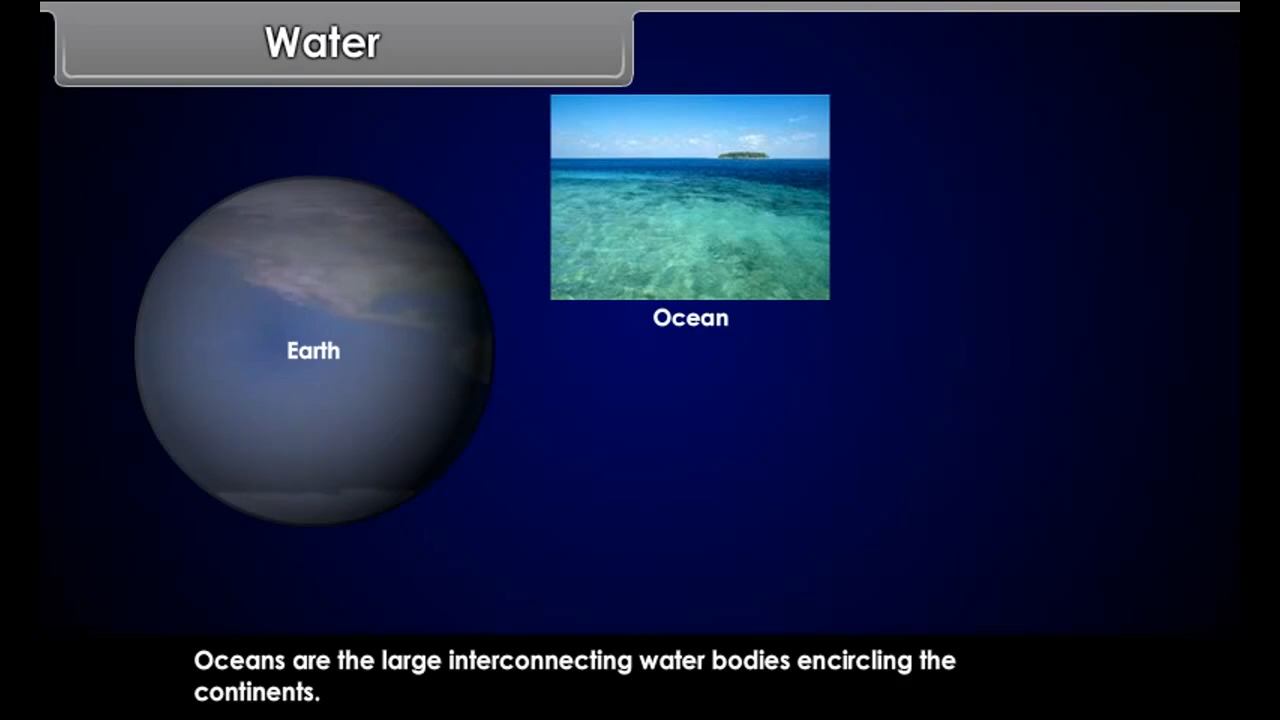 Water
Earth
Ocean
Oceans are the large interconnecting water bodies encircling the
continents.